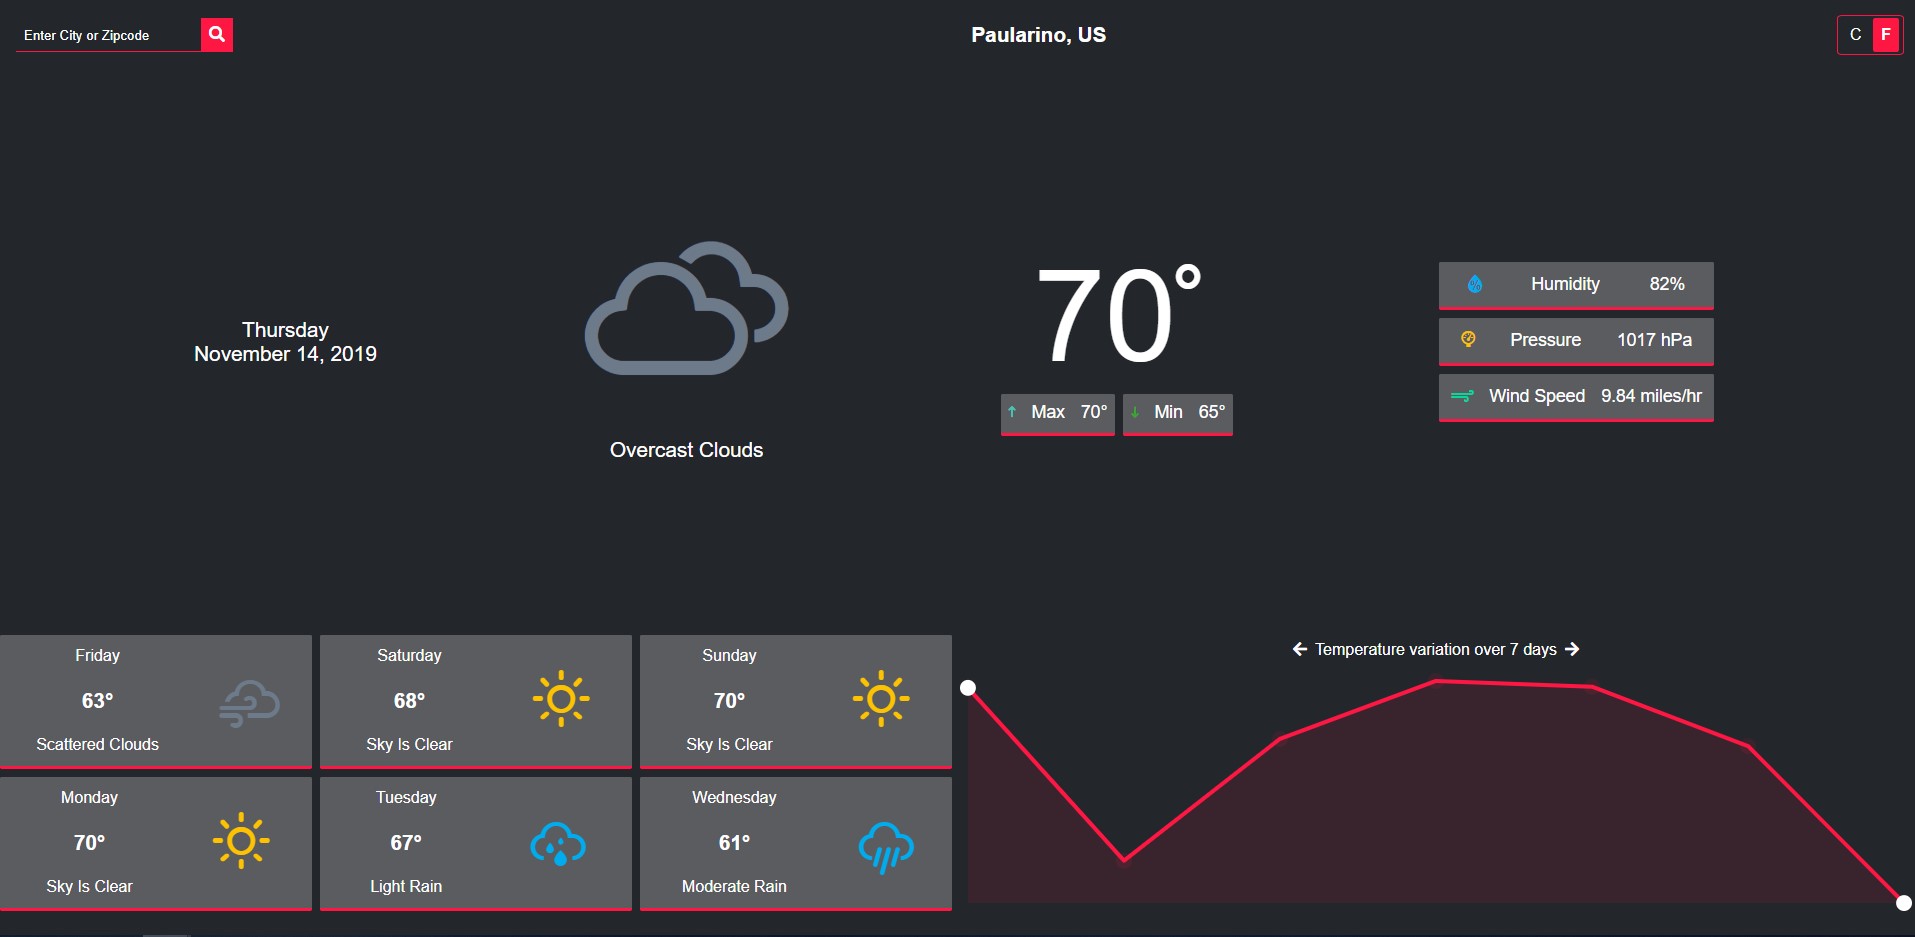 Enter City or Zipcode
Paularino, US
C F
Thursday
November 14, 2019
Overcast Clouds
70°
Max 70°
Min 65°
Humidity 82%
Pressure 1017 hPa
Wind Speed 9.84 miles/hr
Friday
63°
Scattered Clouds
Saturday
68°
Sky Is Clear
Sunday
70°
Sky Is Clear
Monday
70°
Sky Is Clear
Tuesday
67°
Light Rain
Wednesday
61°
Moderate Rain
Temperature variation over 7 days